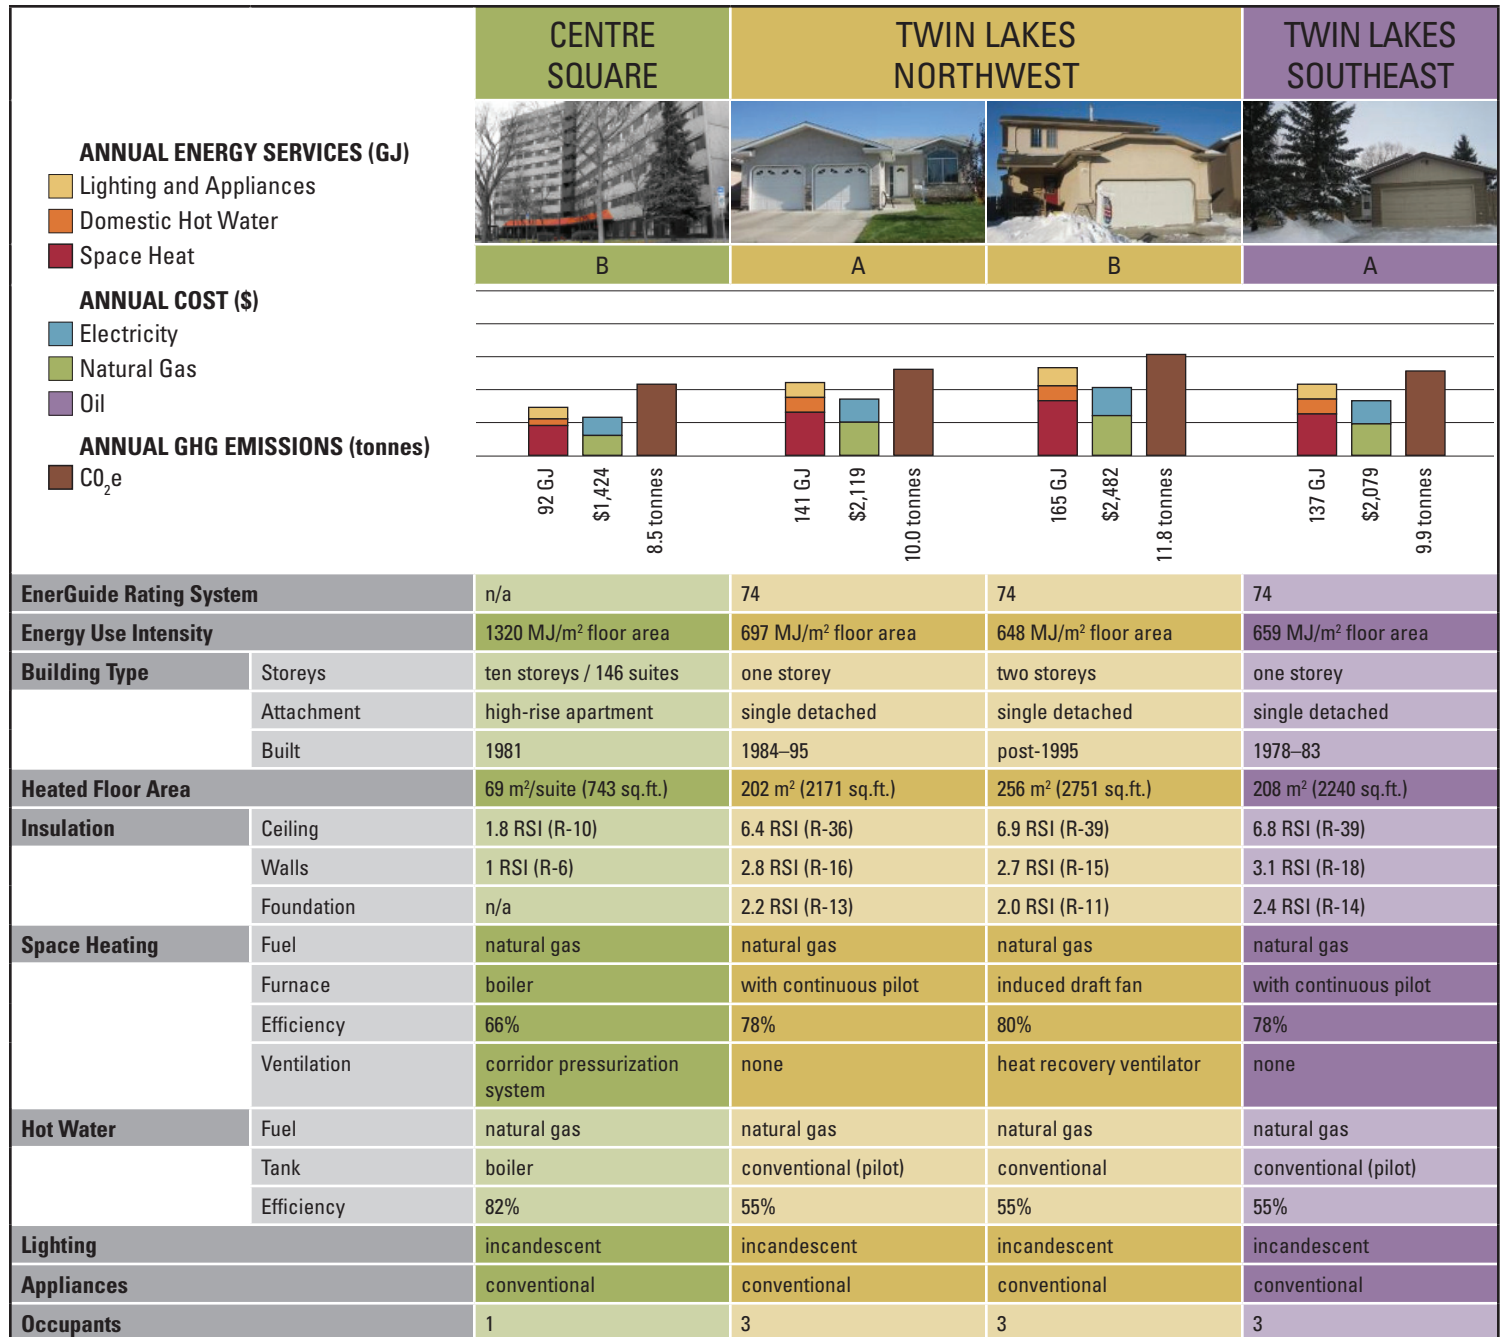 CENTRE
SQUARE
TWIN LAKES
NORTHWEST
TWIN LAKES
SOUTHEAST
ANNUAL ENERGY SERVICES (GJ)
Lighting and Appliances
Domestic Hot Water
Space Heat
ANNUAL COST ($)
Electricity
Natural Gas
Oil
ANNUAL GHG EMISSIONS (tonnes)
CO₂e
B A B A
92 GJ $1,424 8.5 tonnes 141 GJ $2,119 10.0 tonnes 165 GJ $2,482 11.8 tonnes 137 GJ $2,079 9.9 tonnes
EnerGuide Rating System n/a 74 74 74
Energy Use Intensity 1320 MJ/m² floor area 697 MJ/m² floor area 648 MJ/m² floor area 659 MJ/m² floor area
Building Type Storeys ten storeys / 146 suites one storey two storeys one storey
Attachment high-rise apartment single detached single detached single detached
Built 1981 1984–95 post-1995 1978–83
Heated Floor Area 69 m²/suite (743 sq.ft.) 202 m² (2171 sq.ft.) 256 m² (2751 sq.ft.) 208 m² (2240 sq.ft.)
Insulation Ceiling 1.8 RSI (R-10) 6.4 RSI (R-36) 6.9 RSI (R-39) 6.8 RSI (R-39)
Walls 1 RSI (R-6) 2.8 RSI (R-16) 2.7 RSI (R-15) 3.1 RSI (R-18)
Foundation n/a 2.2 RSI (R-13) 2.0 RSI (R-11) 2.4 RSI (R-14)
Space Heating Fuel natural gas natural gas natural gas natural gas
Furnace boiler with continuous pilot induced draft fan with continuous pilot
Efficiency 66% 78% 80% 78%
Ventilation corridor pressurization none heat recovery ventilator none
system
Hot Water Fuel natural gas natural gas natural gas natural gas
Tank boiler conventional (pilot) conventional conventional (pilot)
Efficiency 82% 55% 55% 55%
Lighting incandescent incandescent incandescent incandescent
Appliances conventional conventional conventional conventional
Occupants 1 3 3 3